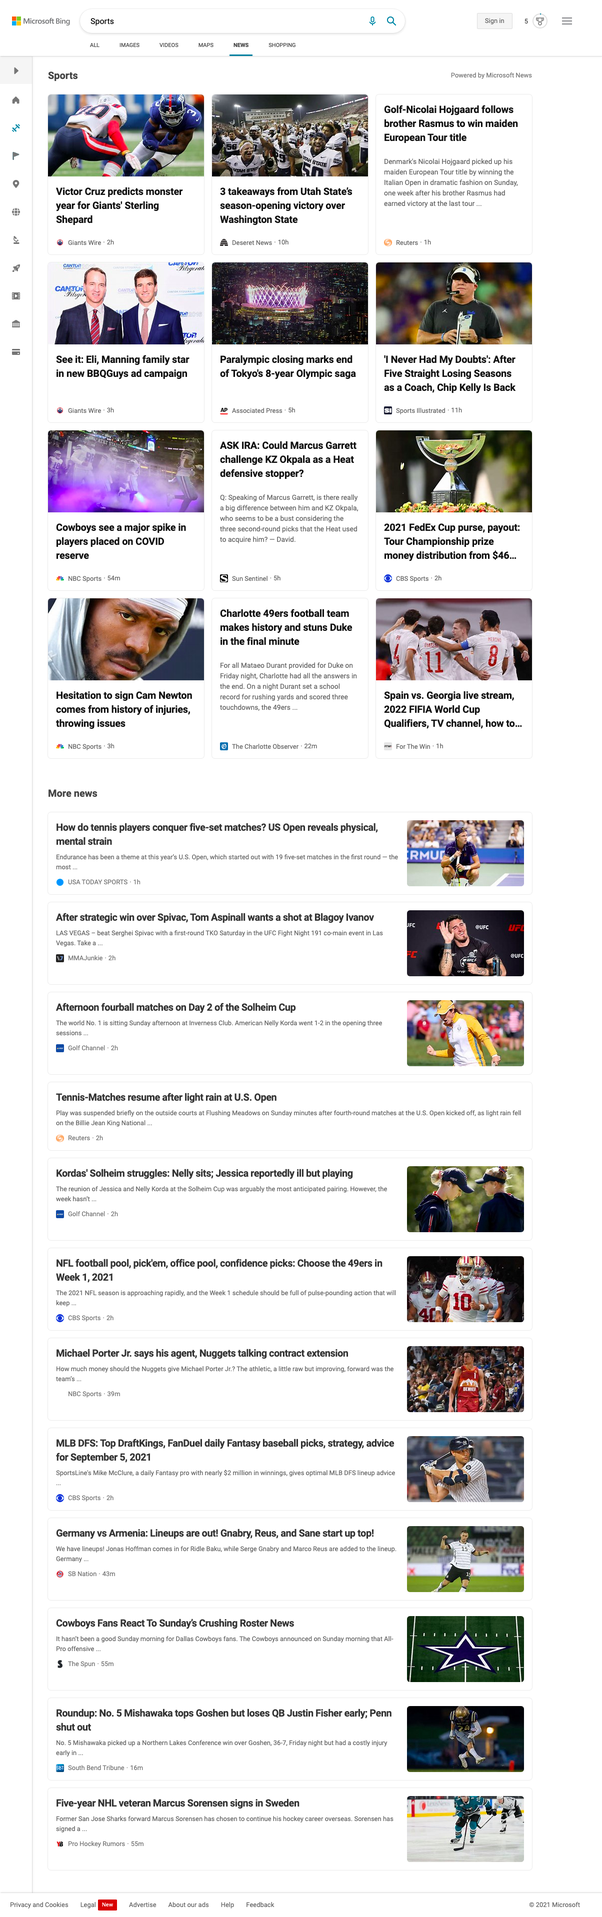 Microsoft Bing
Sports
Sign in
5
ALL IMAGES VIDEOS MAPS NEWS SHOPPING
Sports
Powered by Microsoft News
Victor Cruz predicts monster
year for Giants' Sterling
Shepard
Giants Wire · 2h
3 takeaways from Utah State's
season-opening victory over
Washington State
Deseret News · 10h
Golf-Nicolai Hojgaard follows
brother Rasmus to win maiden
European Tour title
Denmark's Nicolai Hojgaard picked up his
maiden European Tour title by winning the
Italian Open in dramatic fashion on Sunday,
one week after his brother Rasmus had
earned victory at the last tour ...
Reuters · 1h
See it: Eli, Manning family star
in new BBQGuys ad campaign
Giants Wire · 3h
Paralympic closing marks end
of Tokyo's 8-year Olympic saga
AP
Associated Press · 5h
'I Never Had My Doubts': After
Five Straight Losing Seasons
as a Coach, Chip Kelly Is Back
Sports Illustrated · 11h
Cowboys see a major spike in
players placed on COVID
reserve
NBC Sports · 54m
ASK IRA: Could Marcus Garrett
challenge KZ Okpala as a Heat
defensive stopper?
Q: Speaking of Marcus Garrett, is there really
a big difference between him and KZ Okpala,
who seems to be a bust considering the
three second-round picks that the Heat used
to acquire him? — David.
Sun Sentinel · 5h
2021 FedEx Cup purse, payout:
Tour Championship prize
money distribution from $46...
CBS Sports · 2h
Hesitation to sign Cam Newton
comes from history of injuries,
throwing issues
NBC Sports · 3h
Charlotte 49ers football team
makes history and stuns Duke
in the final minute
For all Mataeo Durant provided for Duke on
Friday night, Charlotte had all the answers in
the end. On a night Durant set a school
record for rushing yards and scored three
touchdowns, the 49ers ...
The Charlotte Observer · 22m
4 11 8
Spain vs. Georgia live stream,
2022 FIFIA World Cup
Qualifiers, TV channel, how to...
For The Win · 1h
More news
How do tennis players conquer five-set matches? US Open reveals physical,
mental strain
Endurance has been a theme at this year's U.S. Open, which started out with 19 five-set matches in the first round — the
most ...
USA TODAY SPORTS · 1h
After strategic win over Spivac, Tom Aspinall wants a shot at Blagoy Ivanov
LAS VEGAS – beat Serghei Spivac with a first-round TKO Saturday in the UFC Fight Night 191 co-main event in Las
Vegas. Take a ...
MMAJunkie · 2h
UFC
Afternoon fourball matches on Day 2 of the Solheim Cup
The world No. 1 is sitting Sunday afternoon at Inverness Club. American Nelly Korda went 1-2 in the opening three
sessions ...
Golf Channel · 2h
Tennis-Matches resume after light rain at U.S. Open
Play was suspended briefly on the outside courts at Flushing Meadows on Sunday minutes after fourth-round matches at the U.S. Open kicked off, as light rain fell
on the Billie Jean King National ...
Reuters · 2h
Kordas' Solheim struggles: Nelly sits; Jessica reportedly ill but playing
The reunion of Jessica and Nelly Korda at the Solheim Cup was arguably the most anticipated pairing. However, the
week hasn't ...
Golf Channel · 2h
NFL football pool, pick'em, office pool, confidence picks: Choose the 49ers in
Week 1, 2021
The 2021 NFL season is approaching rapidly, and the Week 1 schedule should be full of pulse-pounding action that will
keep ...
CBS Sports · 2h
10
Michael Porter Jr. says his agent, Nuggets talking contract extension
How much money should the Nuggets give Michael Porter Jr.? The athletic, a little raw but improving, forward was the
team's ...
NBC Sports · 39m
MLB DFS: Top DraftKings, FanDuel daily Fantasy baseball picks, strategy, advice
for September 5, 2021
SportsLine's Mike McClure, a daily Fantasy pro with nearly $2 million in winnings, gives optimal MLB DFS lineup advice
...
CBS Sports · 2h
Germany vs Armenia: Lineups are out! Gnabry, Reus, and Sane start up top!
We have lineups! Jonas Hoffman comes in for Ridle Baku, while Serge Gnabry and Marco Reus are added to the lineup.
Germany ...
SB Nation · 43m
Cowboys Fans React To Sunday's Crushing Roster News
It hasn't been a good Sunday morning for Dallas Cowboys fans. The Cowboys announced on Sunday morning that All-
Pro offensive ...
The Spun · 55m
Roundup: No. 5 Mishawaka tops Goshen but loses QB Justin Fisher early; Penn
shut out
No. 5 Mishawaka picked up a Northern Lakes Conference win over Goshen, 36-7, Friday night but had a costly injury
early in ...
South Bend Tribune · 16m
Five-year NHL veteran Marcus Sorensen signs in Sweden
Former San Jose Sharks forward Marcus Sorensen has chosen to continue his hockey career overseas. Sorensen has
signed a ...
Pro Hockey Rumors · 55m
Privacy and Cookies Legal New Advertise About our ads Help Feedback © 2021 Microsoft